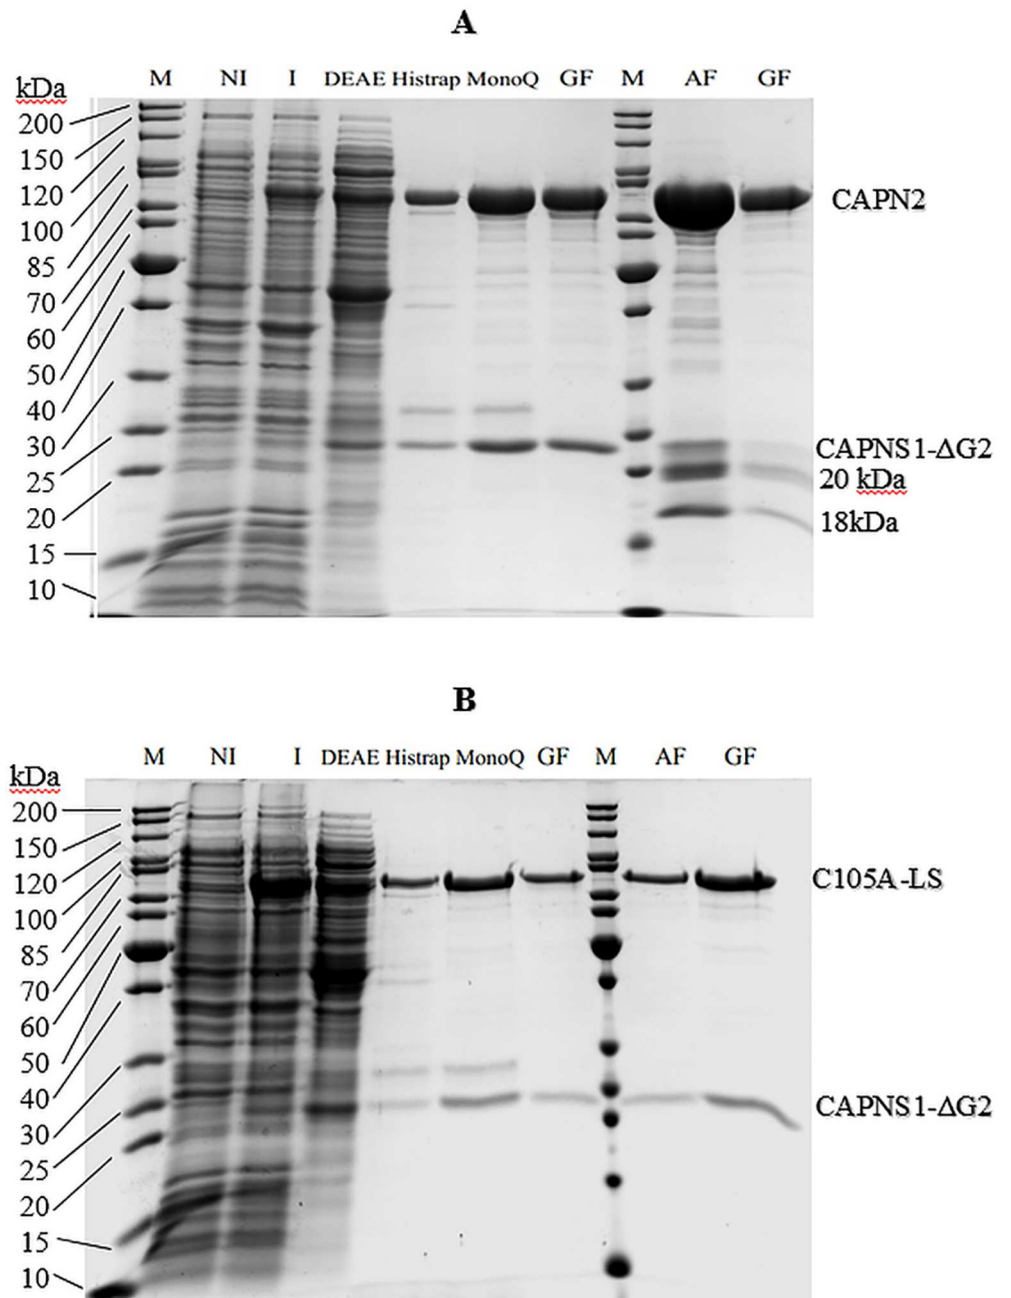 A
kDa M NI I DEAE Histrap MonoQ GF M AF GF
200
150
120
100
85
70
60
50
40
30
25
20
15
10
CAPN2
CAPNS1-ΔG2
20 kDa
18kDa
B
kDa M NI I DEAE Histrap MonoQ GF M AF GF
200
150
120
100
85
70
60
50
40
30
25
20
15
10
C105A-LS
CAPNS1-ΔG2